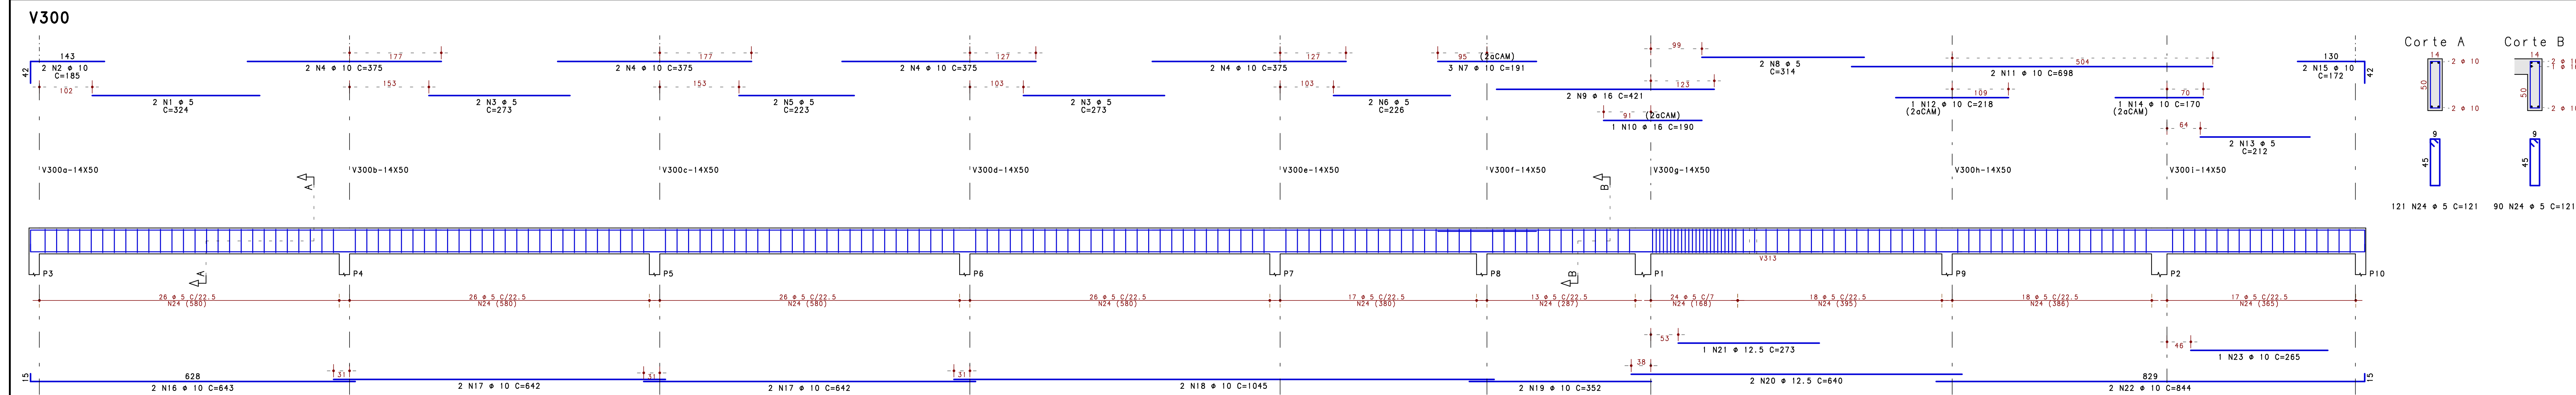 V300
143
42
2 N2 φ 10
C=185
102
2 N1 φ 5
C=324
177
2 N4 φ 10 C=375
153
2 N3 φ 5
C=273
177
2 N4 φ 10 C=375
153
2 N5 φ 5
C=223
127
2 N4 φ 10 C=375
103
2 N3 φ 5
C=273
127
2 N4 φ 10 C=375
103
2 N6 φ 5
C=226
95 (2aCAM)
3 N7 φ 10 C=191
99
2 N8 φ 5
C=314
123
2 N9 φ 16 C=421
91 (2aCAM)
1 N10 φ 16 C=190
504
2 N11 φ 10 C=698
109
1 N12 φ 10 C=218
(2aCAM)
70
1 N14 φ 10 C=170
(2aCAM)
64
2 N13 φ 5
C=212
130
2 N15 φ 10
C=172
42
Corte A
14
2 φ 10
50
2 φ 10
9
45
121 N24 φ 5 C=121
Corte B
14
50
9
45
90 N24 φ 5 C=121
V300a-14X50
V300b-14X50
V300c-14X50
V300d-14X50
V300e-14X50
V300f-14X50
V300g-14X50
V300h-14X50
V300i-14X50
A
B
A
B
V313
P3
P4
P5
P6
P7
P8
P1
P9
P2
P10
26 φ 5 C/22.5
N24 (580)
26 φ 5 C/22.5
N24 (580)
26 φ 5 C/22.5
N24 (580)
26 φ 5 C/22.5
N24 (580)
17 φ 5 C/22.5
N24 (380)
13 φ 5 C/22.5
N24 (287)
24 φ 5 C/7
N24 (168)
18 φ 5 C/22.5
N24 (395)
18 φ 5 C/22.5
N24 (386)
17 φ 5 C/22.5
N24 (365)
53
1 N21 φ 12.5 C=273
46
1 N23 φ 10 C=265
15
628
2 N16 φ 10 C=643
31
2 N17 φ 10 C=642
31
2 N17 φ 10 C=642
31
2 N18 φ 10 C=1045
2 N19 φ 10 C=352
38
2 N20 φ 12.5 C=640
829
2 N22 φ 10 C=844
15